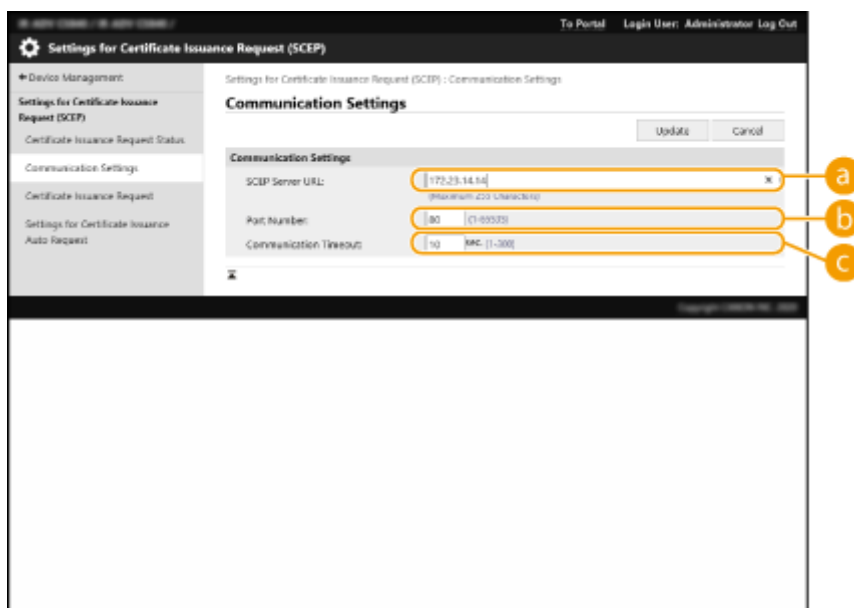 To Portal Login User: Administrator Log Out
Settings for Certificate Issuance Request (SCEP)
Device Management
Settings for Certificate Issuance
Request (SCEP)
Certificate Issuance Request Status
Communication Settings
Certificate Issuance Request
Settings for Certificate Issuance
Auto Request
Settings for Certificate Issuance Request (SCEP) : Communication Settings
Communication Settings
Update Cancel
Communication Settings
SCEP Server URL: 172.23.14.14 a
(Maximum 255 Characters)
Port Number: 80 (1-65535) b
Communication Timeout: 10 sec. (1-300) c